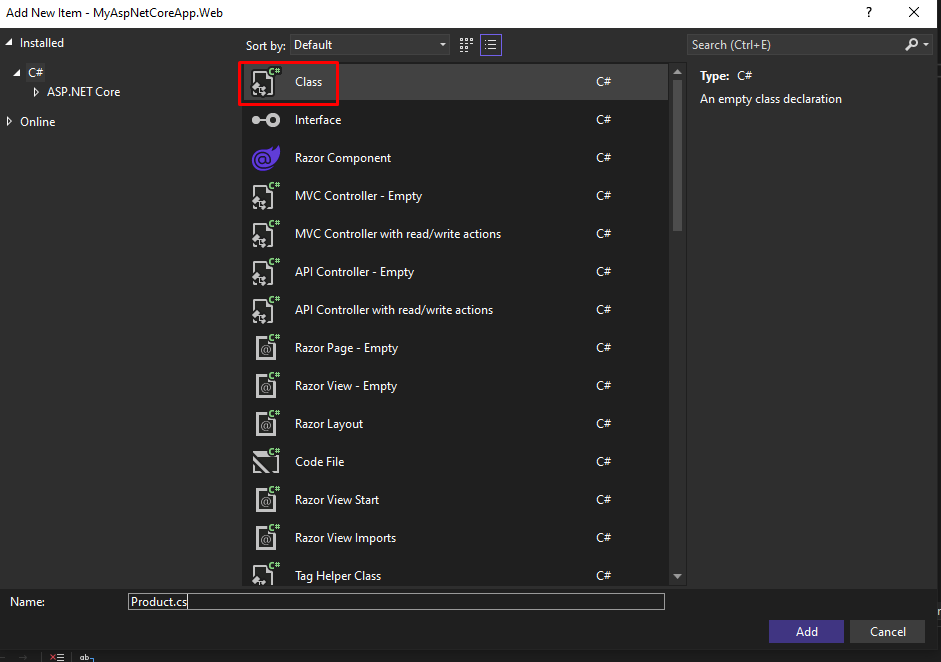 Add New Item - MyAspNetCoreApp.Web
?
Installed
Sort by: Default
Search (Ctrl+E)
C#
ASP.NET Core
Online
C# Class C#
Interface C#
Razor Component C#
C# MVC Controller - Empty C#
C# MVC Controller with read/write actions C#
C# API Controller - Empty C#
C# API Controller with read/write actions C#
C# Razor Page - Empty C#
C# Razor View - Empty C#
C# Razor Layout C#
C# Code File C#
C# Razor View Start C#
C# Razor View Imports C#
C# Tag Helper Class C#
Type: C#
An empty class declaration
Name: Product.cs
Add Cancel
ab